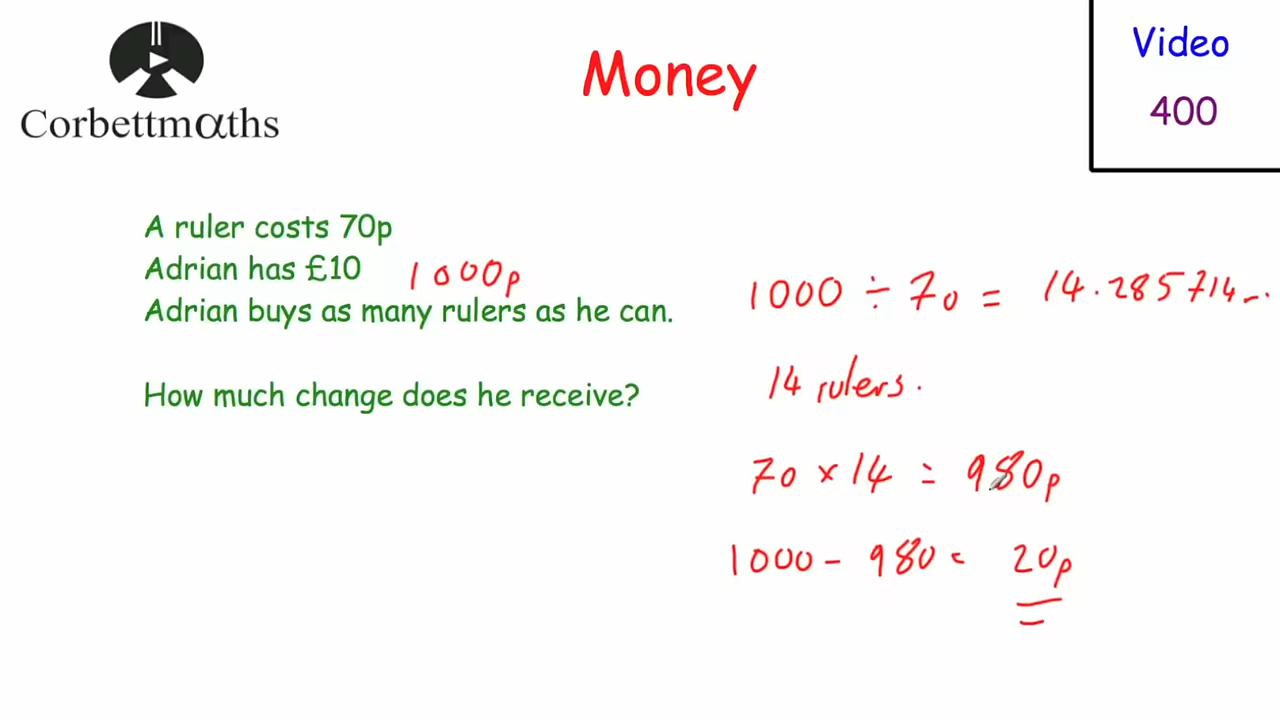 Corbettmαths
Money
Video
400
A ruler costs 70p
Adrian has £10
1000p
Adrian buys as many rulers as he can.
How much change does he receive?
1000 ÷ 70 = 14.285714...
14 rulers.
70 × 14 = 980p
1000 - 980 = 20p